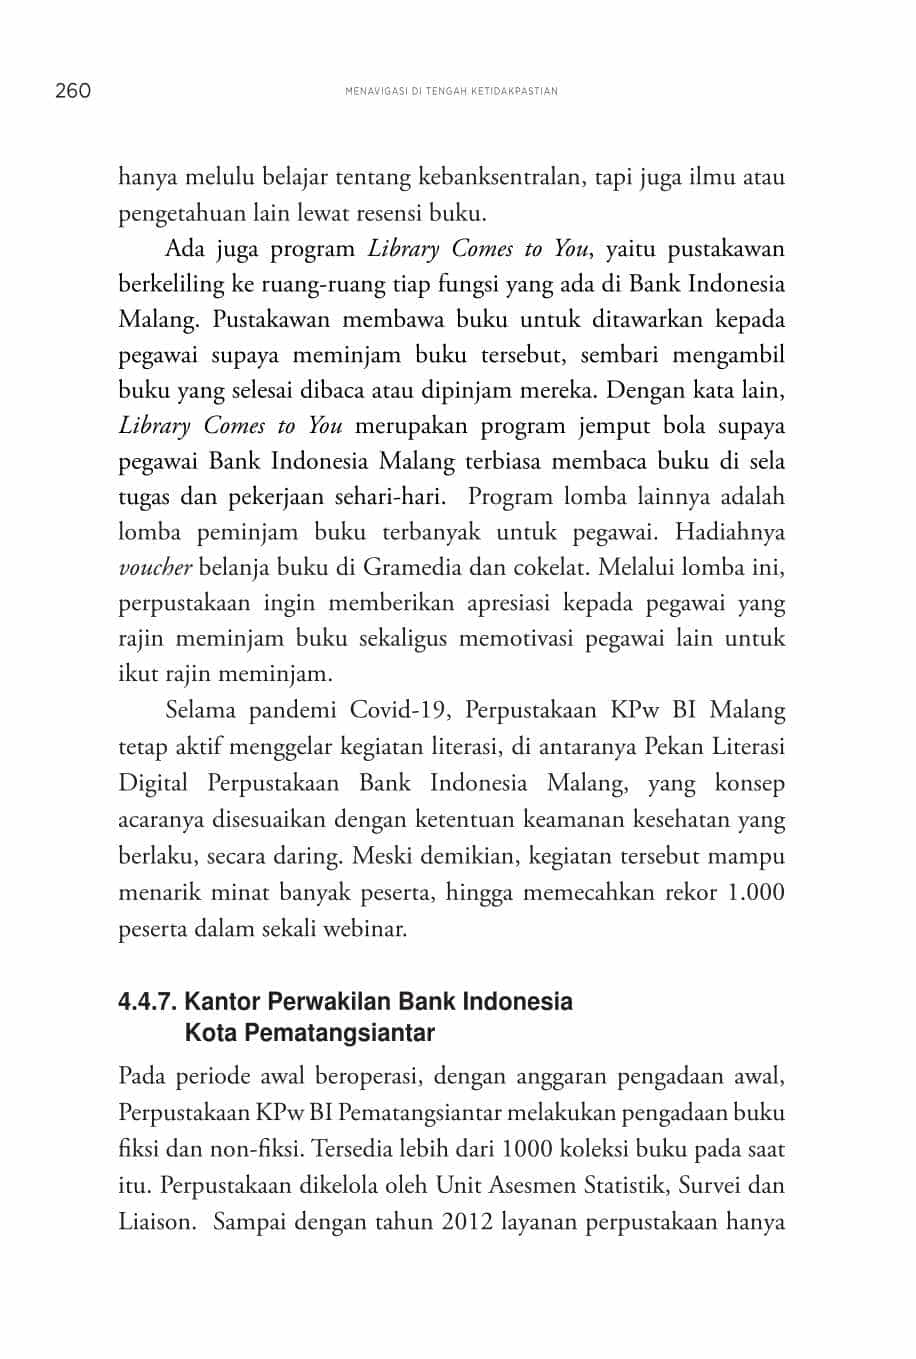 260
MENAVIGASI DI TENGAH KETIDAKPASTIAN
hanya melulu belajar tentang kebanksentralan, tapi juga ilmu atau
pengetahuan lain lewat resensi buku.
Ada juga program Library Comes to You, yaitu pustakawan
berkeliling ke ruang-ruang tiap fungsi yang ada di Bank Indonesia
Malang. Pustakawan membawa buku untuk ditawarkan kepada
pegawai supaya meminjam buku tersebut, sembari mengambil
buku yang selesai dibaca atau dipinjam mereka. Dengan kata lain,
Library Comes to You merupakan program jemput bola supaya
pegawai Bank Indonesia Malang terbiasa membaca buku di sela
tugas dan pekerjaan sehari-hari. Program lomba lainnya adalah
lomba peminjam buku terbanyak untuk pegawai. Hadiahnya
voucher belanja buku di Gramedia dan cokelat. Melalui lomba ini,
perpustakaan ingin memberikan apresiasi kepada pegawai yang
rajin meminjam buku sekaligus memotivasi pegawai lain untuk
ikut rajin meminjam.
Selama pandemi Covid-19, Perpustakaan KPw BI Malang
tetap aktif menggelar kegiatan literasi, di antaranya Pekan Literasi
Digital Perpustakaan Bank Indonesia Malang, yang konsep
acaranya disesuaikan dengan ketentuan keamanan kesehatan yang
berlaku, secara daring. Meski demikian, kegiatan tersebut mampu
menarik minat banyak peserta, hingga memecahkan rekor 1.000
peserta dalam sekali webinar.
4.4.7. Kantor Perwakilan Bank Indonesia
Kota Pematangsiantar
Pada periode awal beroperasi, dengan anggaran pengadaan awal,
Perpustakaan KPw BI Pematangsiantar melakukan pengadaan buku
fiksi dan non-fiksi. Tersedia lebih dari 1000 koleksi buku pada saat
itu. Perpustakaan dikelola oleh Unit Asesmen Statistik, Survei dan
Liaison. Sampai dengan tahun 2012 layanan perpustakaan hanya